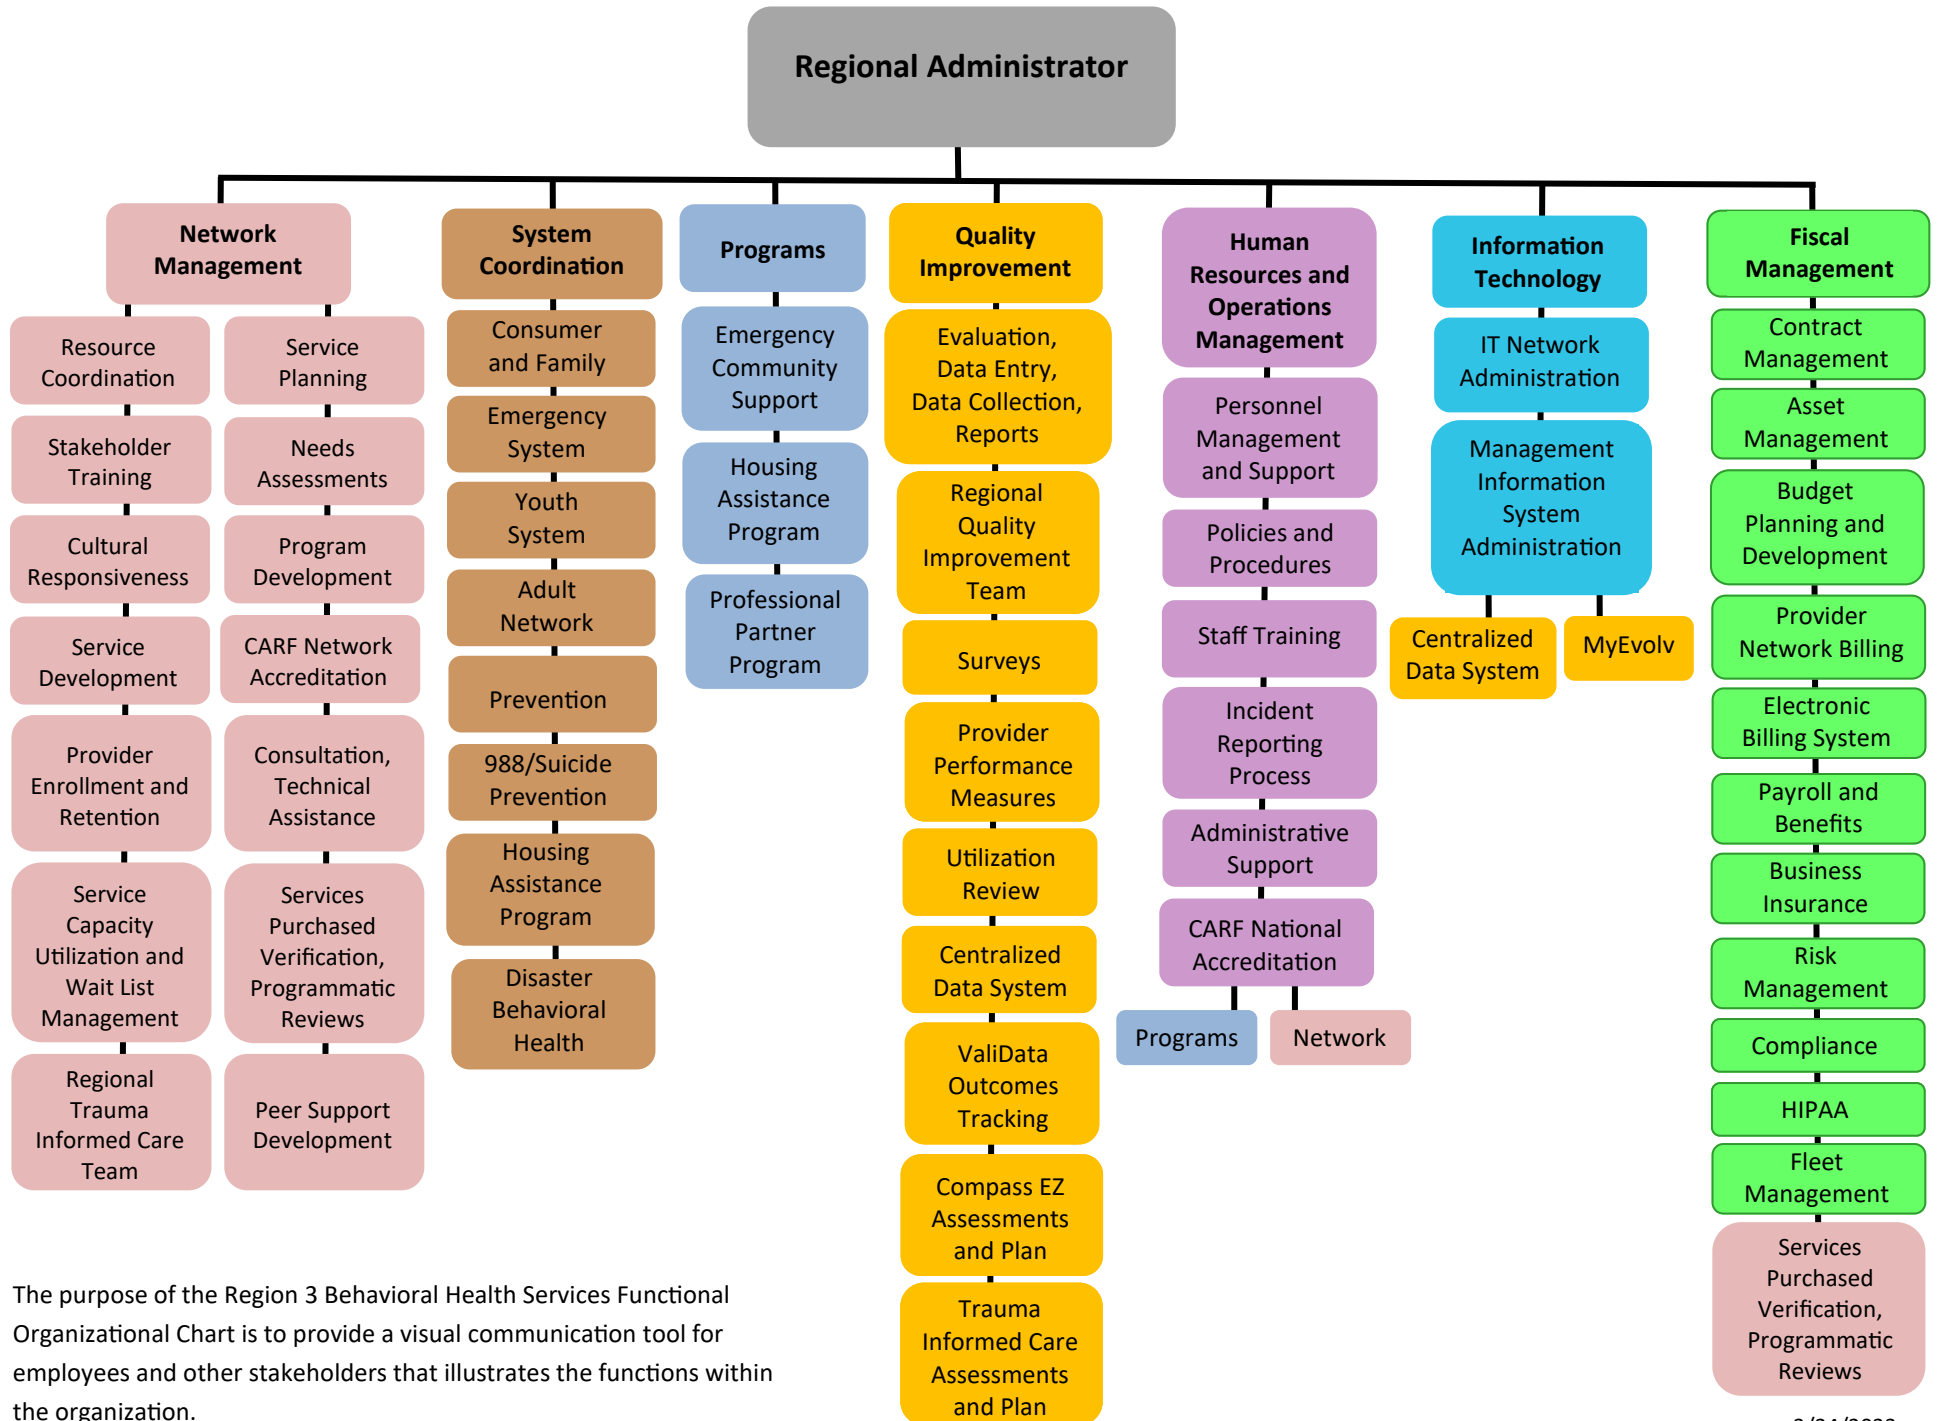 Regional Administrator
Network
Management
Resource
Coordination
Stakeholder
Training
Cultural
Responsiveness
Service
Development
Provider
Enrollment and
Retention
Service
Capacity
Utilization and
Wait List
Management
Regional
Trauma
Informed Care
Team
Service
Planning
Needs
Assessments
Program
Development
CARF Network
Accreditation
Consultation,
Technical
Assistance
Services
Purchased
Verification,
Programmatic
Reviews
Peer Support
Development
System
Coordination
Consumer
and Family
Emergency
System
Youth
System
Adult
Network
Prevention
988/Suicide
Prevention
Housing
Assistance
Program
Disaster
Behavioral
Health
Programs
Emergency
Community
Support
Housing
Assistance
Program
Professional
Partner
Program
Quality
Improvement
Evaluation,
Data Entry,
Data Collection,
Reports
Regional
Quality
Improvement
Team
Surveys
Provider
Performance
Measures
Utilization
Review
Centralized
Data System
ValiData
Outcomes
Tracking
Compass EZ
Assessments
and Plan
Trauma
Informed Care
Assessments
and Plan
Human
Resources and
Operations
Management
Personnel
Management
and Support
Policies and
Procedures
Staff Training
Incident
Reporting
Process
Administrative
Support
CARF National
Accreditation
Programs
Network
Information
Technology
IT Network
Administration
Management
Information
System
Administration
Centralized
Data System
MyEvolv
Fiscal
Management
Contract
Management
Asset
Management
Budget
Planning and
Development
Provider
Network Billing
Electronic
Billing System
Payroll and
Benefits
Business
Insurance
Risk
Management
Compliance
HIPAA
Fleet
Management
Services
Purchased
Verification,
Programmatic
Reviews
The purpose of the Region 3 Behavioral Health Services Functional
Organizational Chart is to provide a visual communication tool for
employees and other stakeholders that illustrates the functions within
the organization.